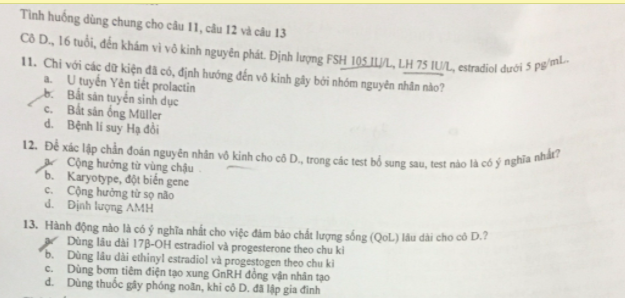 Tình huống dùng chung cho câu 11, câu 12 và câu 13
Cô D., 16 tuổi, đến khám vì vô kinh nguyên phát. Định lượng FSH 105 IU/L, LH 75 IU/L, estradiol dưới 5 pg/mL.
11. Chỉ với các dữ kiện đã có, định hướng đến vô kinh gây bởi nhóm nguyên nhân nào?
a. U tuyến Yên tiết prolactin
b. Bất sản tuyến sinh dục
c. Bất sản ống Müller
d. Bệnh lí suy Hạ đồi
12. Để xác lập chẩn đoán nguyên nhân vô kinh cho cô D., trong các test bổ sung sau, test nào là có ý nghĩa nhất?
a. Cộng hưởng từ vùng chậu
b. Karyotype, đột biến gene
c. Cộng hưởng từ sọ não
d. Định lượng AMH
13. Hành động nào là có ý nghĩa nhất cho việc đảm bảo chất lượng sống (QoL) lâu dài cho cô D.?
a. Dùng lâu dài 17β-OH estradiol và progesterone theo chu kì
b. Dùng lâu dài ethinyl estradiol và progestogen theo chu kì
c. Dùng bơm tiêm điện tạo xung GnRH đồng vận nhân tạo
d. Dùng thuốc gây phóng noãn, khi cô D. đã lập gia đình